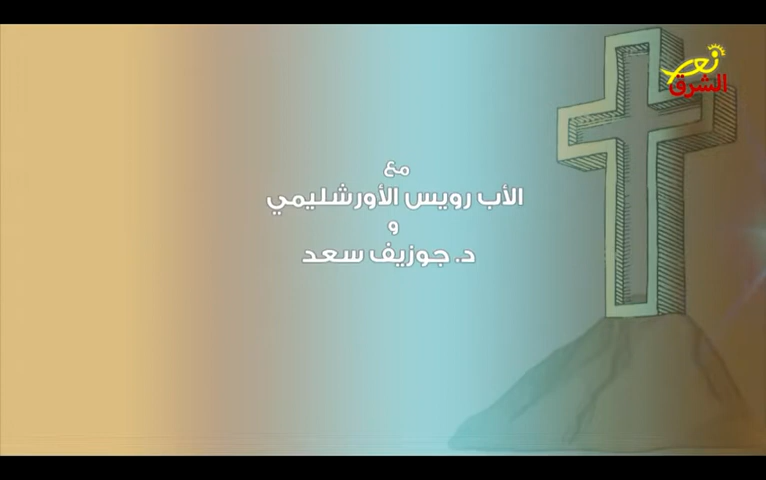 نور
الشرق
مع
الأب رويس الأورشليمي
و
د. جوزيف سعد